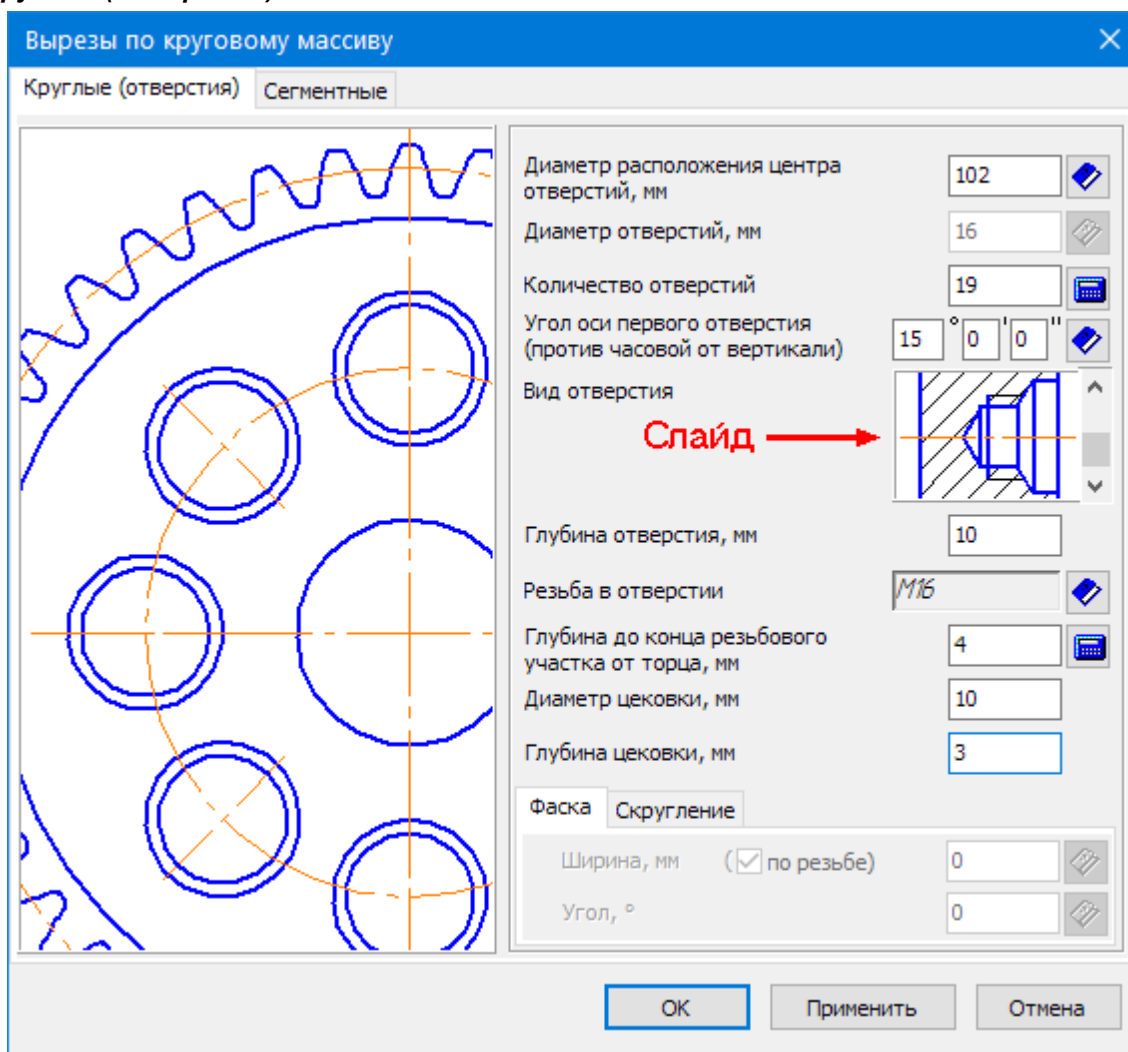 Вырезы по круговому массиву
Круглые (отверстия) Сегментные
Диаметр расположения центра
отверстий, мм
102
Диаметр отверстий, мм
16
Количество отверстий
19
Угол оси первого отверстия
(против часовой от вертикали)
15 ° 0 ' 0 "
Вид отверстия
Слайд
Глубина отверстия, мм
10
Резьба в отверстии
М16
Глубина до конца резьбового
участка от торца, мм
4
Диаметр цековки, мм
10
Глубина цековки, мм
3
Фаска Скругление
Ширина, мм ( по резьбе)
0
Угол, °
0
ОК Применить Отмена